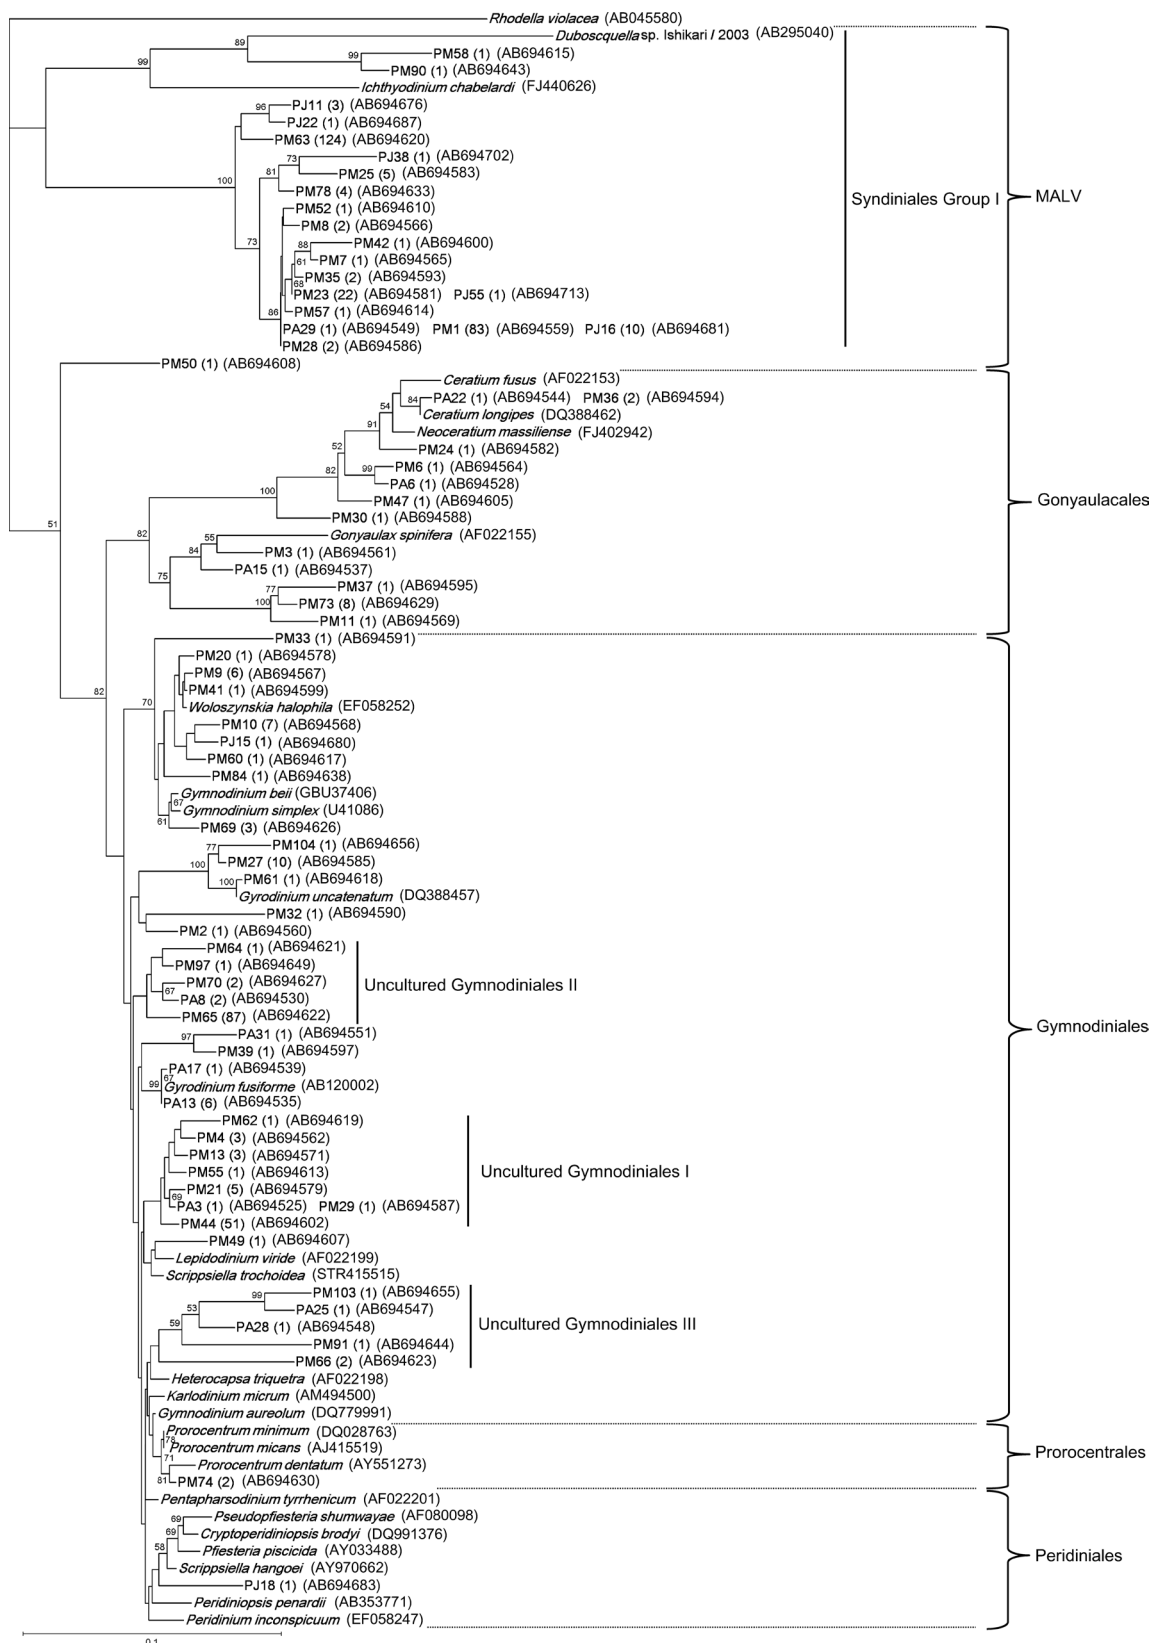 Rhodella violacea (AB045580)
Duboscquella sp. Ishikari / 2003 (AB295040)
89
PM58 (1) (AB694615)
99
PM90 (1) (AB694643)
99
Ichthyodinium chabelardi (FJ440626)
PJ11 (3) (AB694676)
96
PJ22 (1) (AB694687)
PM63 (124) (AB694620)
PJ38 (1) (AB694702)
73
PM25 (5) (AB694583)
81
100
PM78 (4) (AB694633)
Syndiniales Group I
MALV
PM52 (1) (AB694610)
PM8 (2) (AB694566)
73
PM42 (1) (AB694600)
88
PM7 (1) (AB694565)
61
PM35 (2) (AB694593)
68
PM23 (22) (AB694581) PJ55 (1) (AB694713)
PM57 (1) (AB694614)
86
PA29 (1) (AB694549) PM1 (83) (AB694559) PJ16 (10) (AB694681)
PM28 (2) (AB694586)
PM50 (1) (AB694608)
Ceratium fusus (AF022153)
PA22 (1) (AB694544) PM36 (2) (AB694594)
84
54
Ceratium longipes (DQ388462)
91
Neoceratium massiliense (FJ402942)
PM24 (1) (AB694582)
52
PM6 (1) (AB694564)
99
82
PA6 (1) (AB694528)
100
PM47 (1) (AB694605)
Gonyaulacales
PM30 (1) (AB694588)
51
82
Gonyaulax spinifera (AF022155)
55
PM3 (1) (AB694561)
84
PA15 (1) (AB694537)
75
PM37 (1) (AB694595)
77
PM73 (8) (AB694629)
100
PM11 (1) (AB694569)
PM33 (1) (AB694591)
PM20 (1) (AB694578)
PM9 (6) (AB694567)
82
PM41 (1) (AB694599)
70
Woloszynskia halophila (EF058252)
PM10 (7) (AB694568)
PJ15 (1) (AB694680)
PM60 (1) (AB694617)
PM84 (1) (AB694638)
Gymnodinium beii (GBU37406)
67
Gymnodinium simplex (U41086)
61
PM69 (3) (AB694626)
PM104 (1) (AB694656)
77
PM27 (10) (AB694585)
100
PM61 (1) (AB694618)
100
Gyrodinium uncatenatum (DQ388457)
PM32 (1) (AB694590)
PM2 (1) (AB694560)
PM64 (1) (AB694621)
PM97 (1) (AB694649)
PM70 (2) (AB694627)
Uncultured Gymnodiniales II
67
PA8 (2) (AB694530)
PM65 (87) (AB694622)
Gymnodiniales
PA31 (1) (AB694551)
97
PM39 (1) (AB694597)
PA17 (1) (AB694539)
67
99
Gyrodinium fusiforme (AB120002)
PA13 (6) (AB694535)
PM62 (1) (AB694619)
PM4 (3) (AB694562)
PM13 (3) (AB694571)
PM55 (1) (AB694613)
Uncultured Gymnodiniales I
PM21 (5) (AB694579)
69
PA3 (1) (AB694525) PM29 (1) (AB694587)
PM44 (51) (AB694602)
PM49 (1) (AB694607)
Lepidodinium viride (AF022199)
Scrippsiella trochoidea (STR415515)
PM103 (1) (AB694655)
99
PA25 (1) (AB694547)
53
PA28 (1) (AB694548)
Uncultured Gymnodiniales III
59
PM91 (1) (AB694644)
PM66 (2) (AB694623)
Heterocapsa triquetra (AF022198)
Karlodinium micrum (AM494500)
Gymnodinium aureolum (DQ779991)
Prorocentrum minimum (DQ028763)
78
Prorocentrum micans (AJ415519)
Prorocentrales
71
Prorocentrum dentatum (AY551273)
81
PM74 (2) (AB694630)
Pentapharsodinium tyrrhenicum (AF022201)
Pseudopfiesteria shumwayae (AF080098)
69
Cryptoperidiniopsis brodyi (DQ991376)
69
Pfiesteria piscicida (AY033488)
58
Peridiniales
Scrippsiella hangoei (AY970662)
PJ18 (1) (AB694683)
Peridiniopsis penardii (AB353771)
Peridinium inconspicuum (EF058247)
0.1